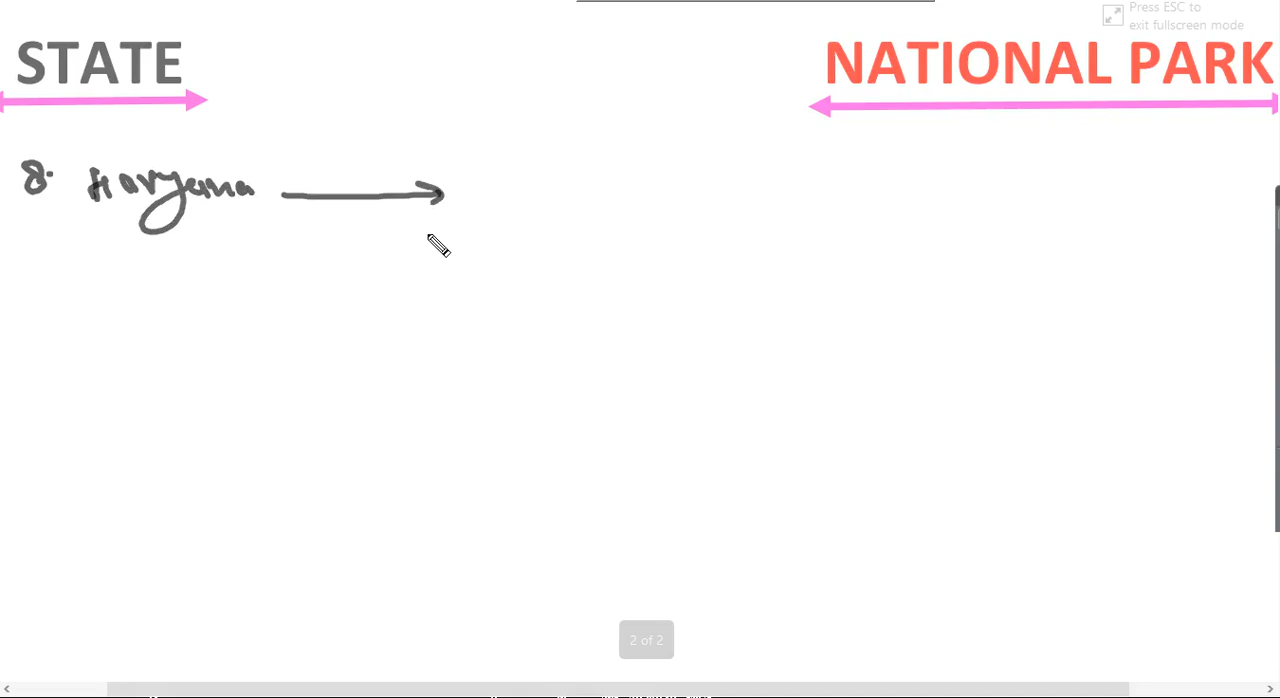 Press ESC to
exit fullscreen mode
STATE NATIONAL PARK
8. Haryana
2 of 2